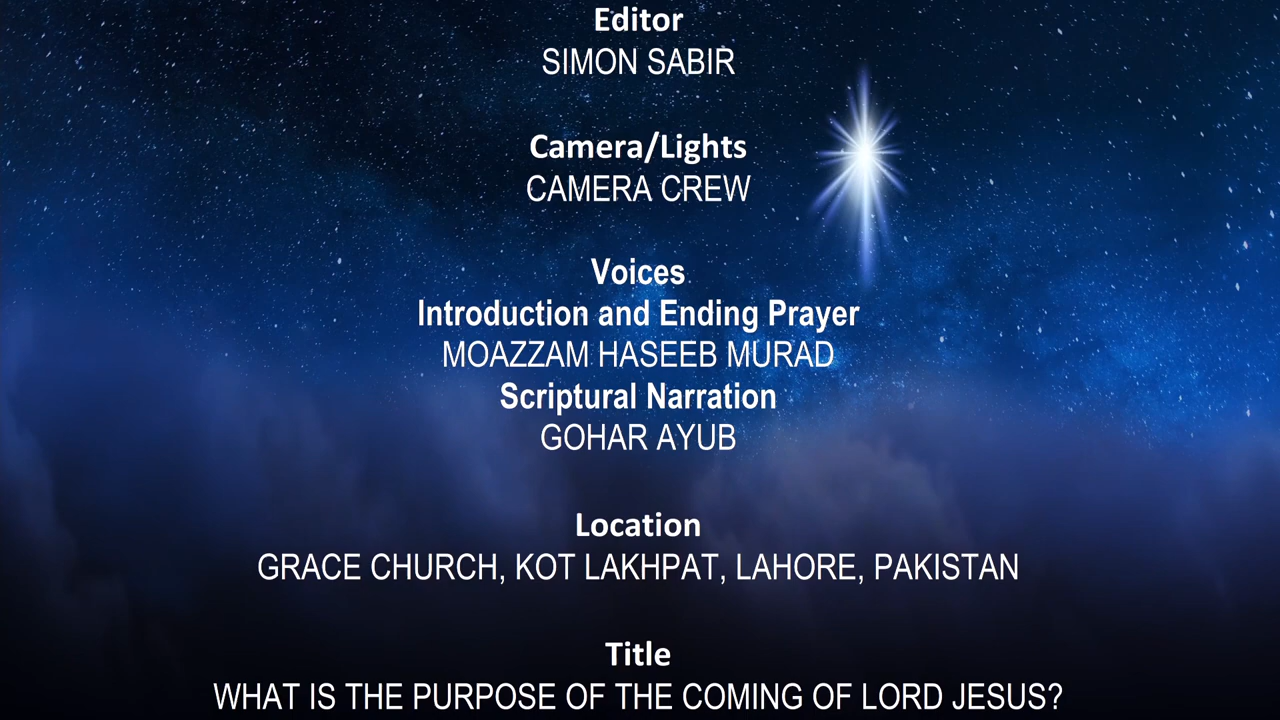 Editor
SIMON SABIR
Camera/Lights
CAMERA CREW
Voices
Introduction and Ending Prayer
MOAZZAM HASEEB MURAD
Scriptural Narration
GOHAR AYUB
Location
GRACE CHURCH, KOT LAKHPAT, LAHORE, PAKISTAN
Title
WHAT IS THE PURPOSE OF THE COMING OF LORD JESUS?